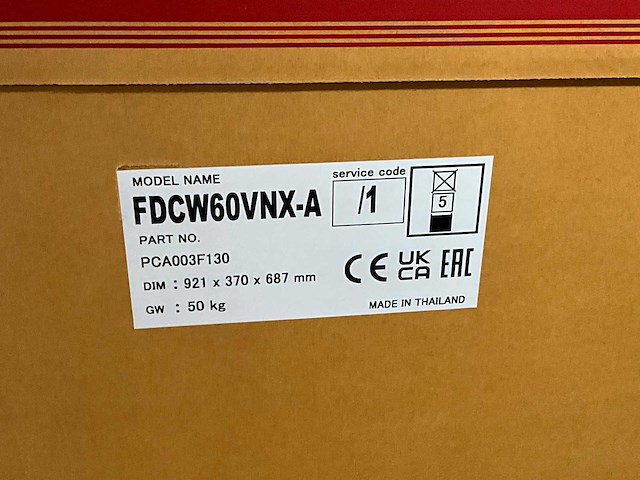 MODEL NAME
FDCW60VNX-A
service code
/1
5
PART NO.
PCA003F130
DIM : 921 x 370 x 687 mm
GW : 50 kg
CE UK CA EAC
MADE IN THAILAND